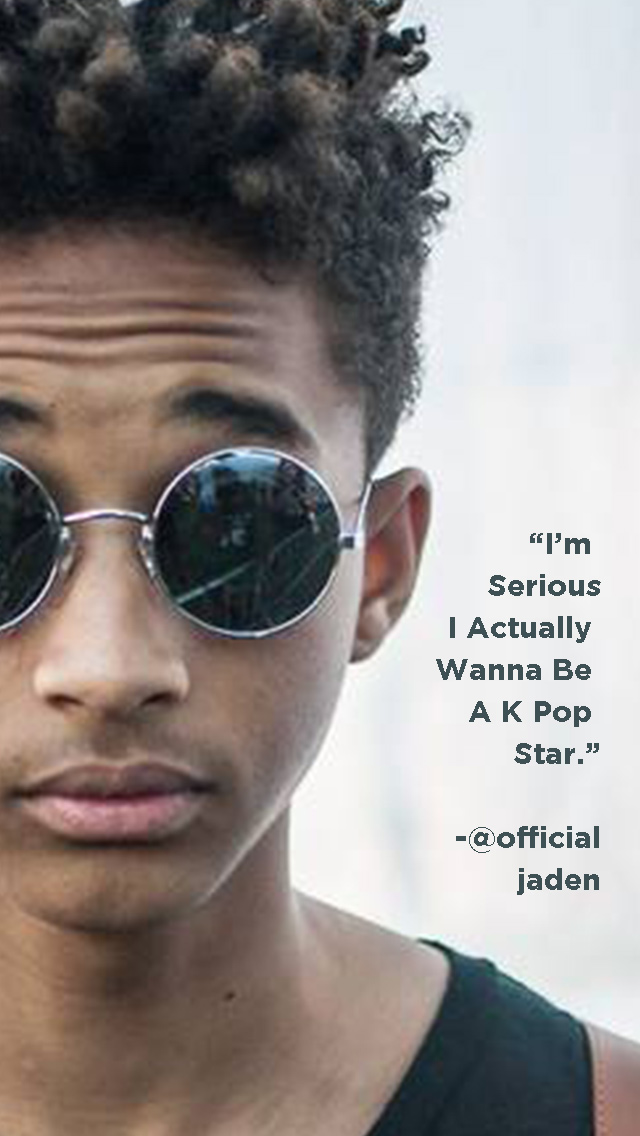 “I’m
Serious
I Actually
Wanna Be
A K Pop
Star.”
-@official
jaden